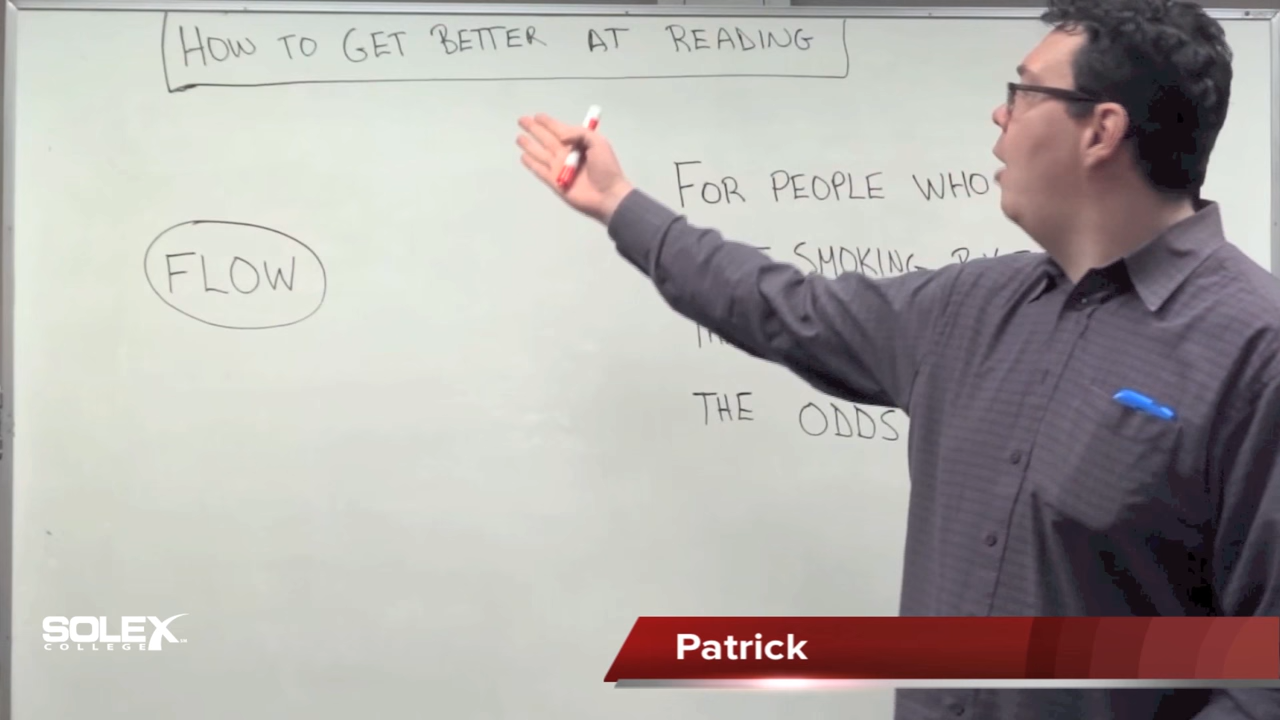 HOW TO GET BETTER AT READING
FLOW
FOR PEOPLE WHO
SMOKING
THE ODDS
SOLEX
COLLEGE
Patrick